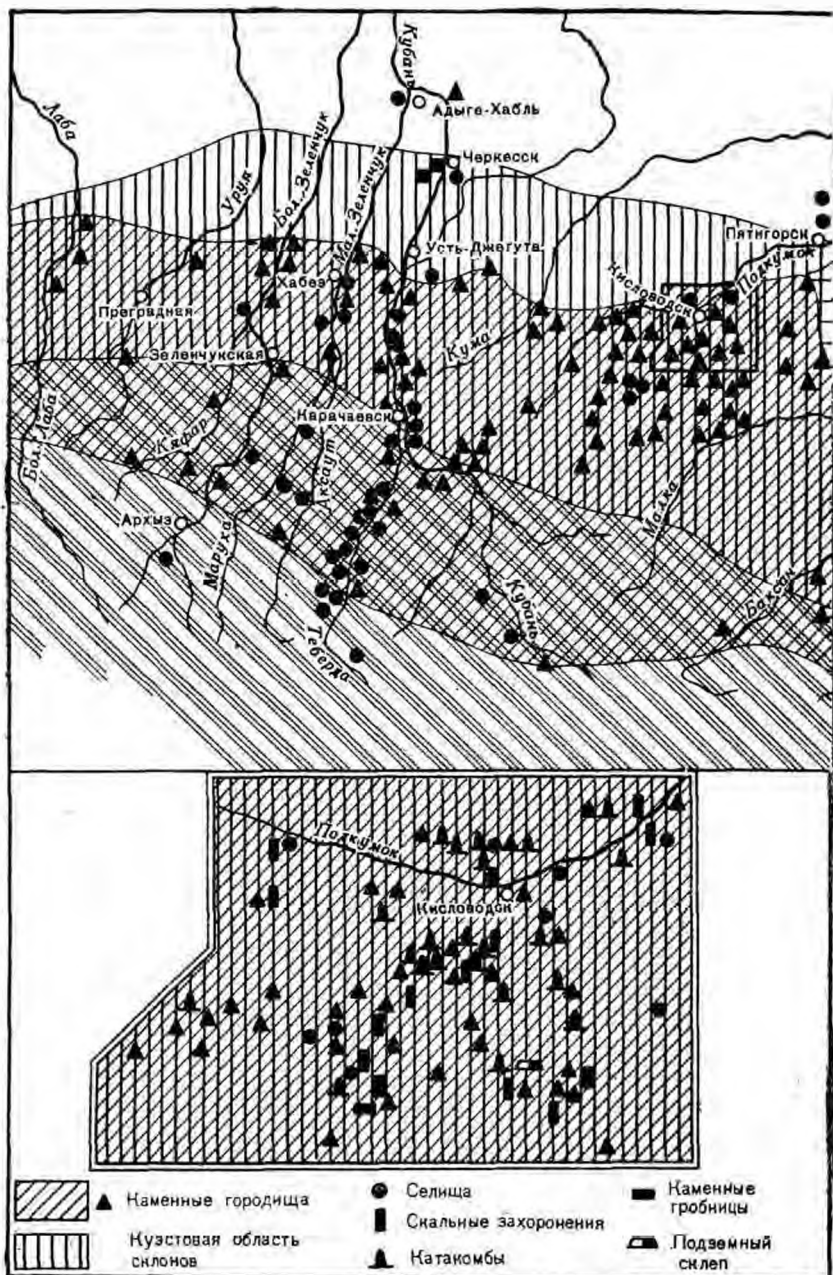 Кубань
Лаба
Адыге-Хабль
Уруп
Бол. Зеленчук
Мал. Зеленчук
Черкесск
Усть-Джегута
Пятигорск
Подкумок
Кисловодск
Хабез
Преградная
Кума
Зеленчукская
Карачаевск
Кяфар
Бол. Лаба
Аксаут
Малка
Архыз
Маруха
Кубань
Баксан
Теберда
Подкумок
Кисловодск
Каменные городища
Селища
Каменные
гробницы
Скальные захоронения
Куэстовая область
склонов
Катакомбы
Подземный
склеп